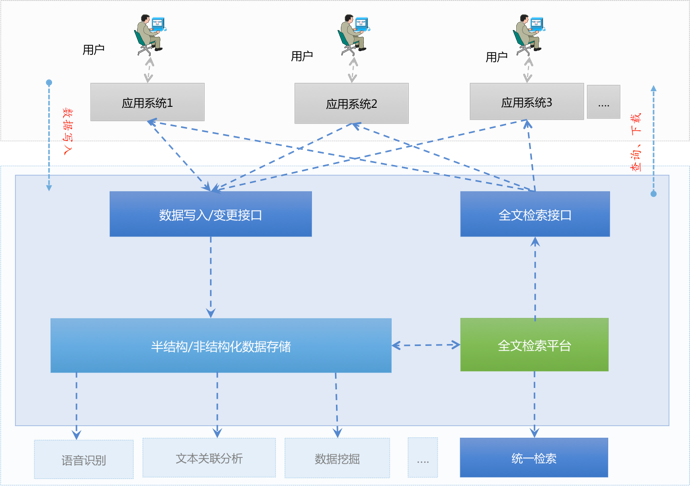 用户
用户
用户
应用系统1
应用系统2
应用系统3
....
数据写入
查询、下载
数据写入/变更接口
全文检索接口
半结构/非结构化数据存储
全文检索平台
语音识别
文本关联分析
数据挖掘
....
统一检索